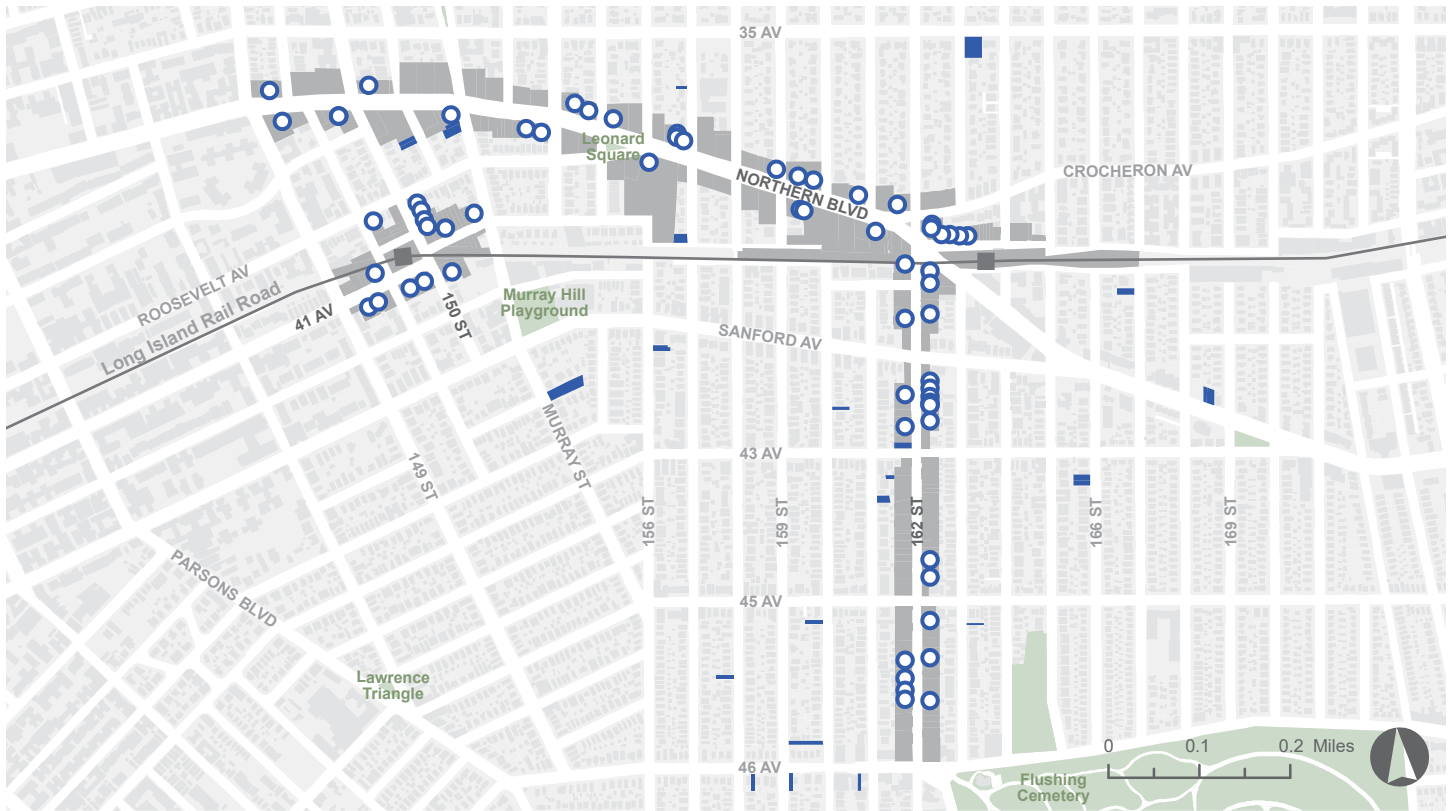 35 AV
Leonard
Square
NORTHERN BLVD
CROCHERON AV
ROOSEVELT AV
Long Island Rail Road
41 AV
150 ST
Murray Hill
Playground
SANFORD AV
MURRAY ST
149 ST
43 AV
156 ST
159 ST
162 ST
166 ST
169 ST
PARSONS BLVD
45 AV
Lawrence
Triangle
46 AV
0 0.1 0.2 Miles
Flushing
Cemetery